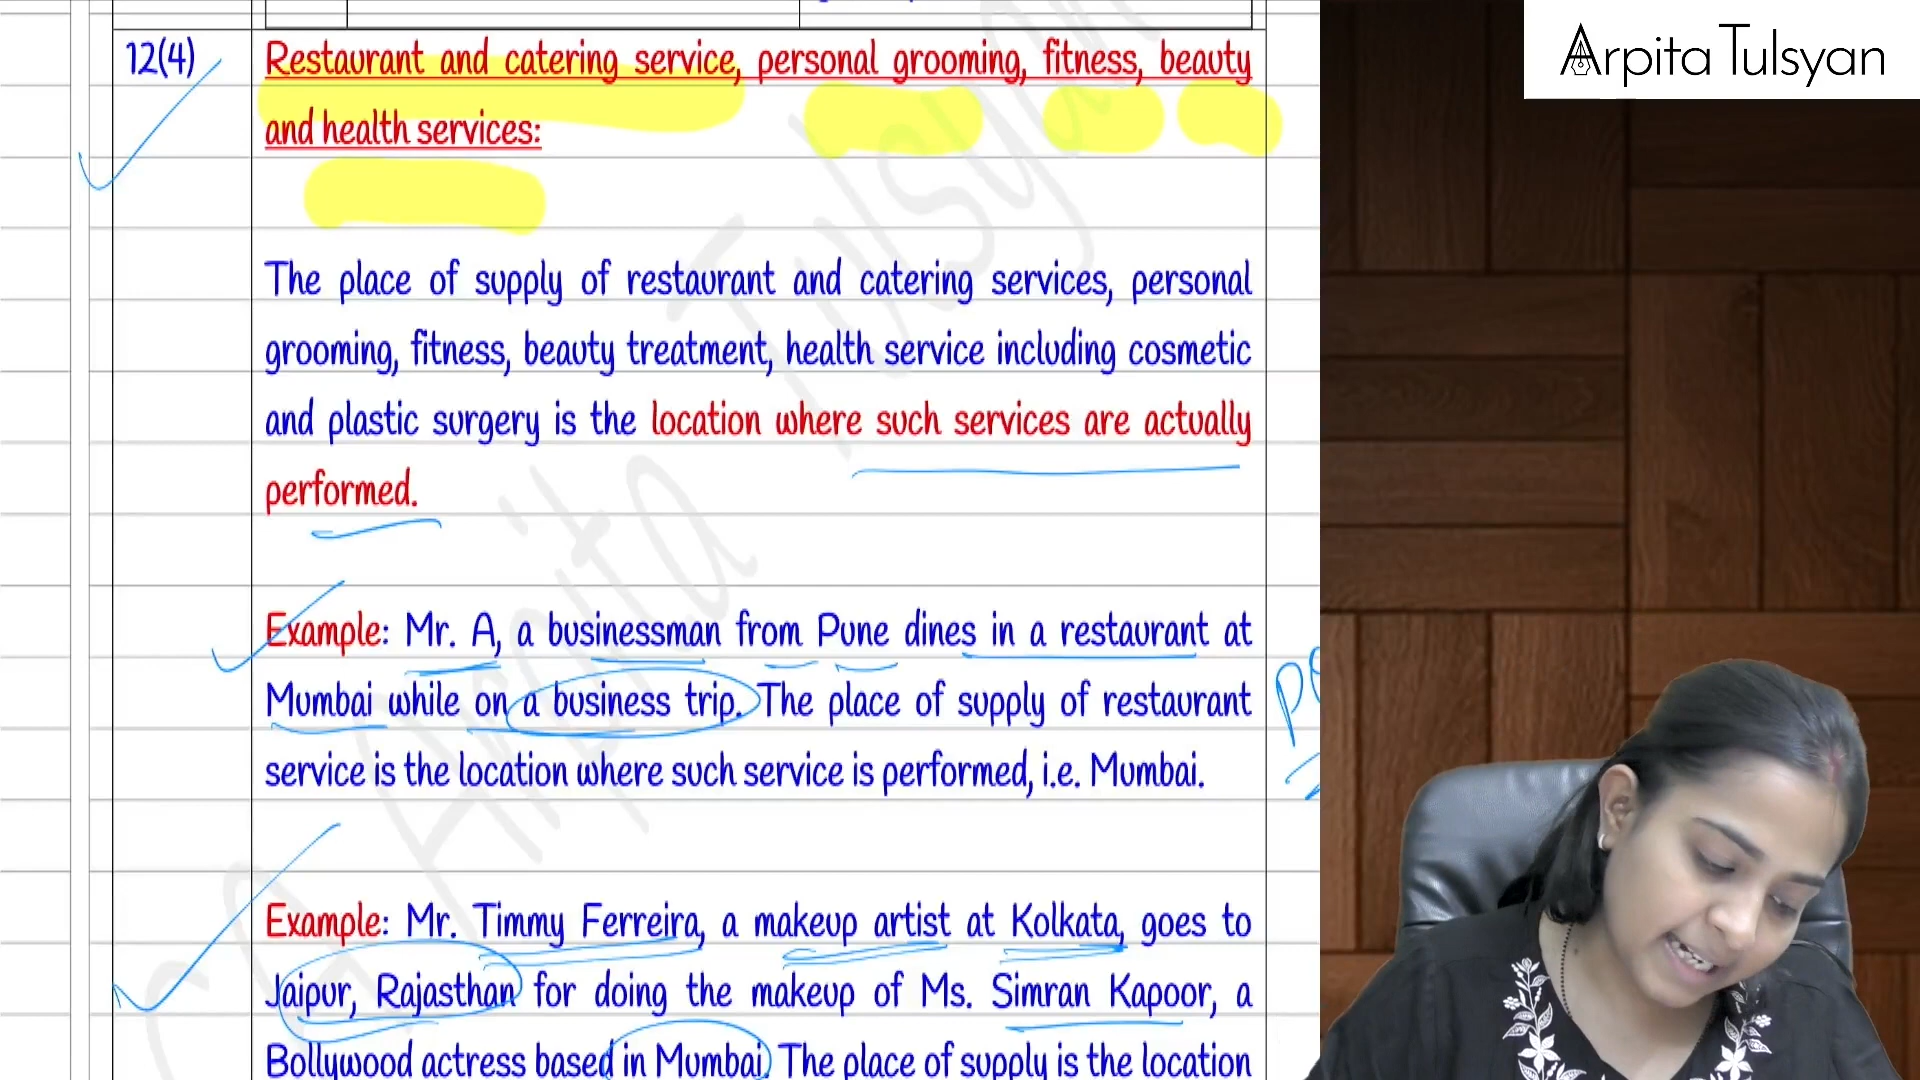 Arpita Tulsyan
12(4)
Restaurant and catering service, personal grooming, fitness, beauty
and health services:
The place of supply of restaurant and catering services, personal
grooming, fitness, beauty treatment, health service including cosmetic
and plastic surgery is the location where such services are actually
performed.
Example: Mr. A, a businessman from Pune dines in a restaurant at
Mumbai while on a business trip. The place of supply of restaurant
service is the location where such service is performed, i.e. Mumbai.
Example: Mr. Timmy Ferreira, a makeup artist at Kolkata, goes to
Jaipur, Rajasthan for doing the makeup of Ms. Simran Kapoor, a
Bollywood actress based in Mumbai. The place of supply is the location
CA Arpita Tulsyan